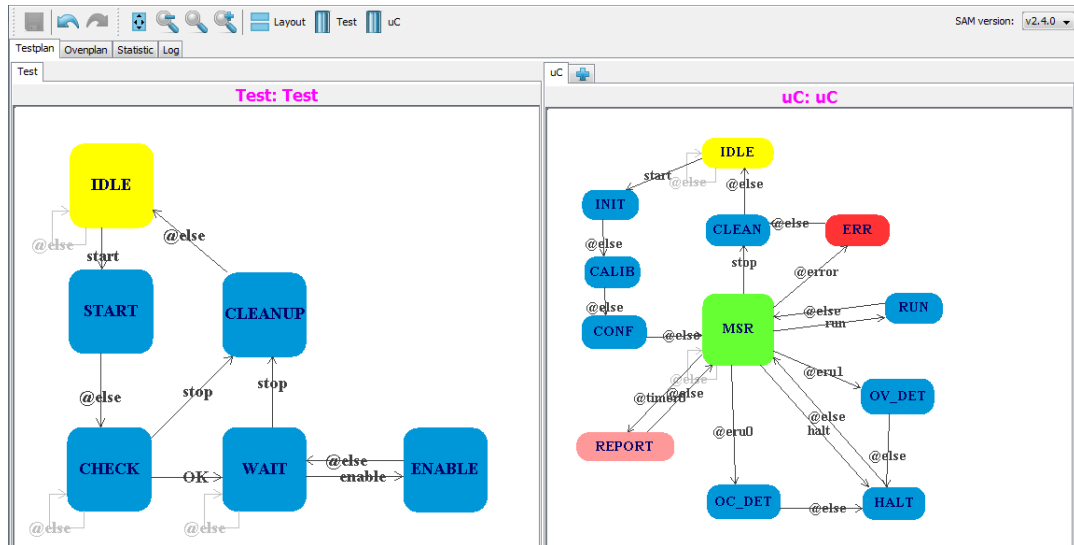 Layout Test uC SAM version: v2.4.0
Testplan Ovenplan Statistic Log
Test
Test: Test
IDLE
@else
@else
start
START
CLEANUP
@else
stop
stop
CHECK
OK
WAIT
@else
enable
ENABLE
@else
@else
uC
uC: uC
IDLE
start
@else
@else
INIT
CLEAN
@else
ERR
@else
stop
@error
CALIB
@else
CONF
@else
MSR
@else
run
RUN
@else
@eru1
@timer0
@else
OV_DET
@else
halt
REPORT
@eru0
@else
OC_DET
@else
HALT